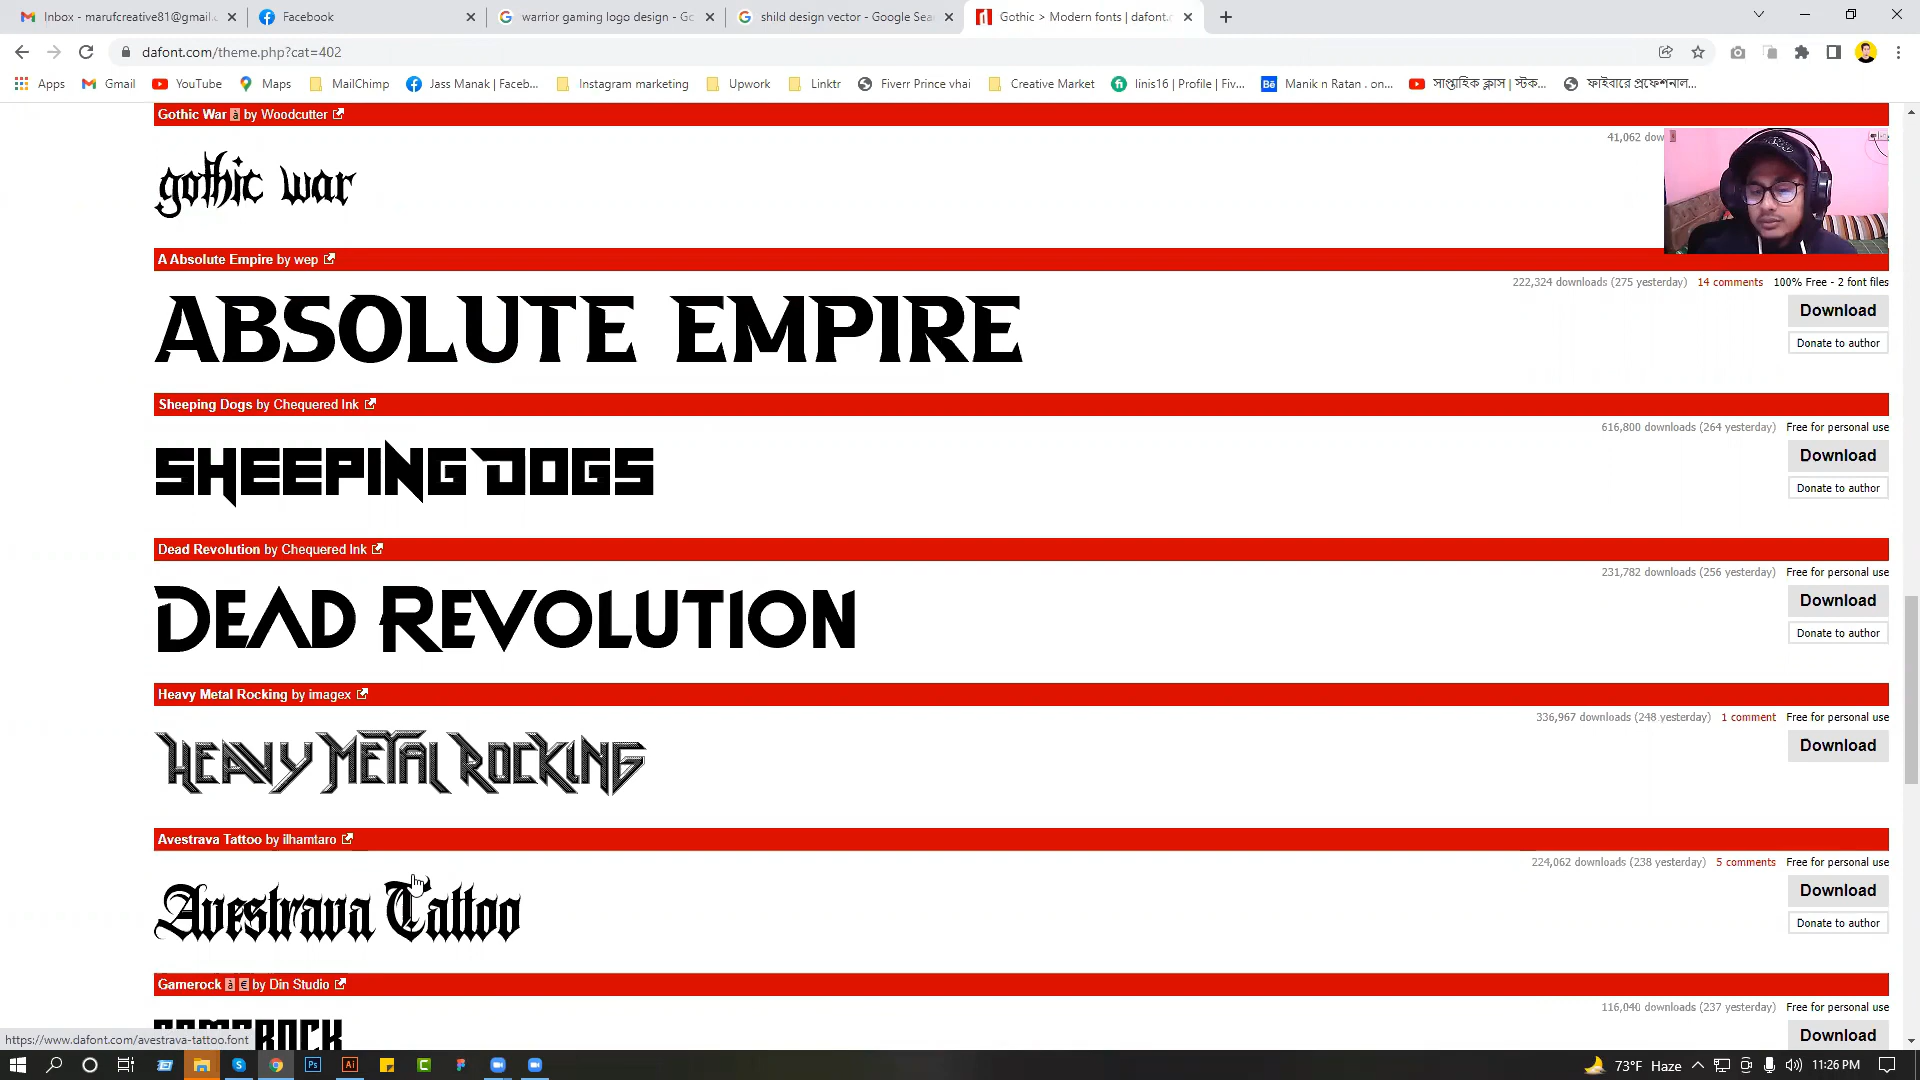 Inbox - marufcreative81@gmail.
Facebook
warrior gaming logo design - Go
shild design vector - Google Sea
Gothic > Modern fonts | dafont.c
dafont.com/theme.php?cat=402
Apps
Gmail
YouTube
Maps
MailChimp
Jass Manak | Faceb...
Instagram marketing
Upwork
Linktr
Fiverr Prince vhai
Creative Market
Iinis16 | Profile | Fiv...
Manik n Ratan . on...
সাপ্তাহিক ক্লাস | স্টক...
ফাইবারে প্রফেশনাল...
Gothic War à by Woodcutter
41,062 dow
gothic war
A Absolute Empire by wep
222,324 downloads (275 yesterday) 14 comments 100% Free - 2 font files
ABSOLUTE EMPIRE
Download
Donate to author
Sheeping Dogs by Chequered Ink
616,800 downloads (264 yesterday) Free for personal use
SHEEPING DOGS
Download
Donate to author
Dead Revolution by Chequered Ink
231,782 downloads (256 yesterday) Free for personal use
DEAD REVOLUTION
Download
Donate to author
Heavy Metal Rocking by imagex
336,967 downloads (248 yesterday) 1 comment Free for personal use
HEAVY METAL ROCKING
Download
Avestrava Tattoo by ilhamtaro
224,062 downloads (238 yesterday) 5 comments Free for personal use
Avestrava Tattoo
Download
Donate to author
Gamerock à € by Din Studio
116,040 downloads (237 yesterday) Free for personal use
GAMEROCK
Download
https://www.dafont.com/avestrava-tattoo.font
73°F Haze
11:26 PM